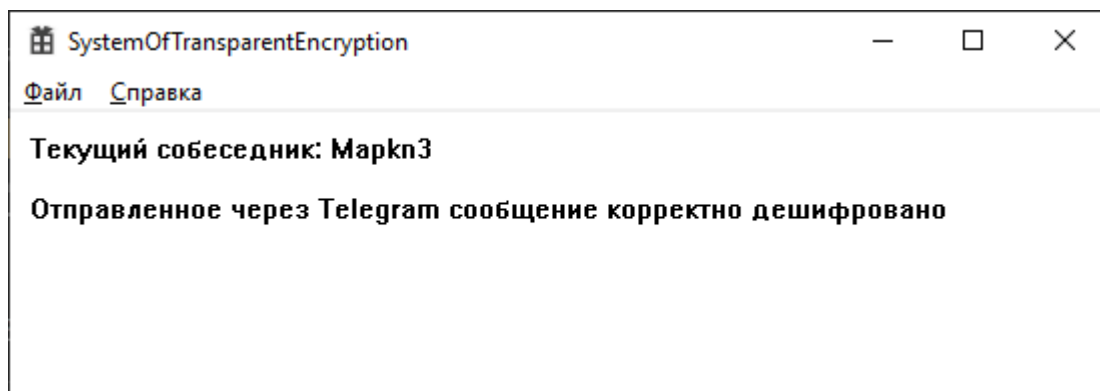 SystemOfTransparentEncryption
Файл Справка
Текущий собеседник: Mapkn3
Отправленное через Telegram сообщение корректно дешифровано